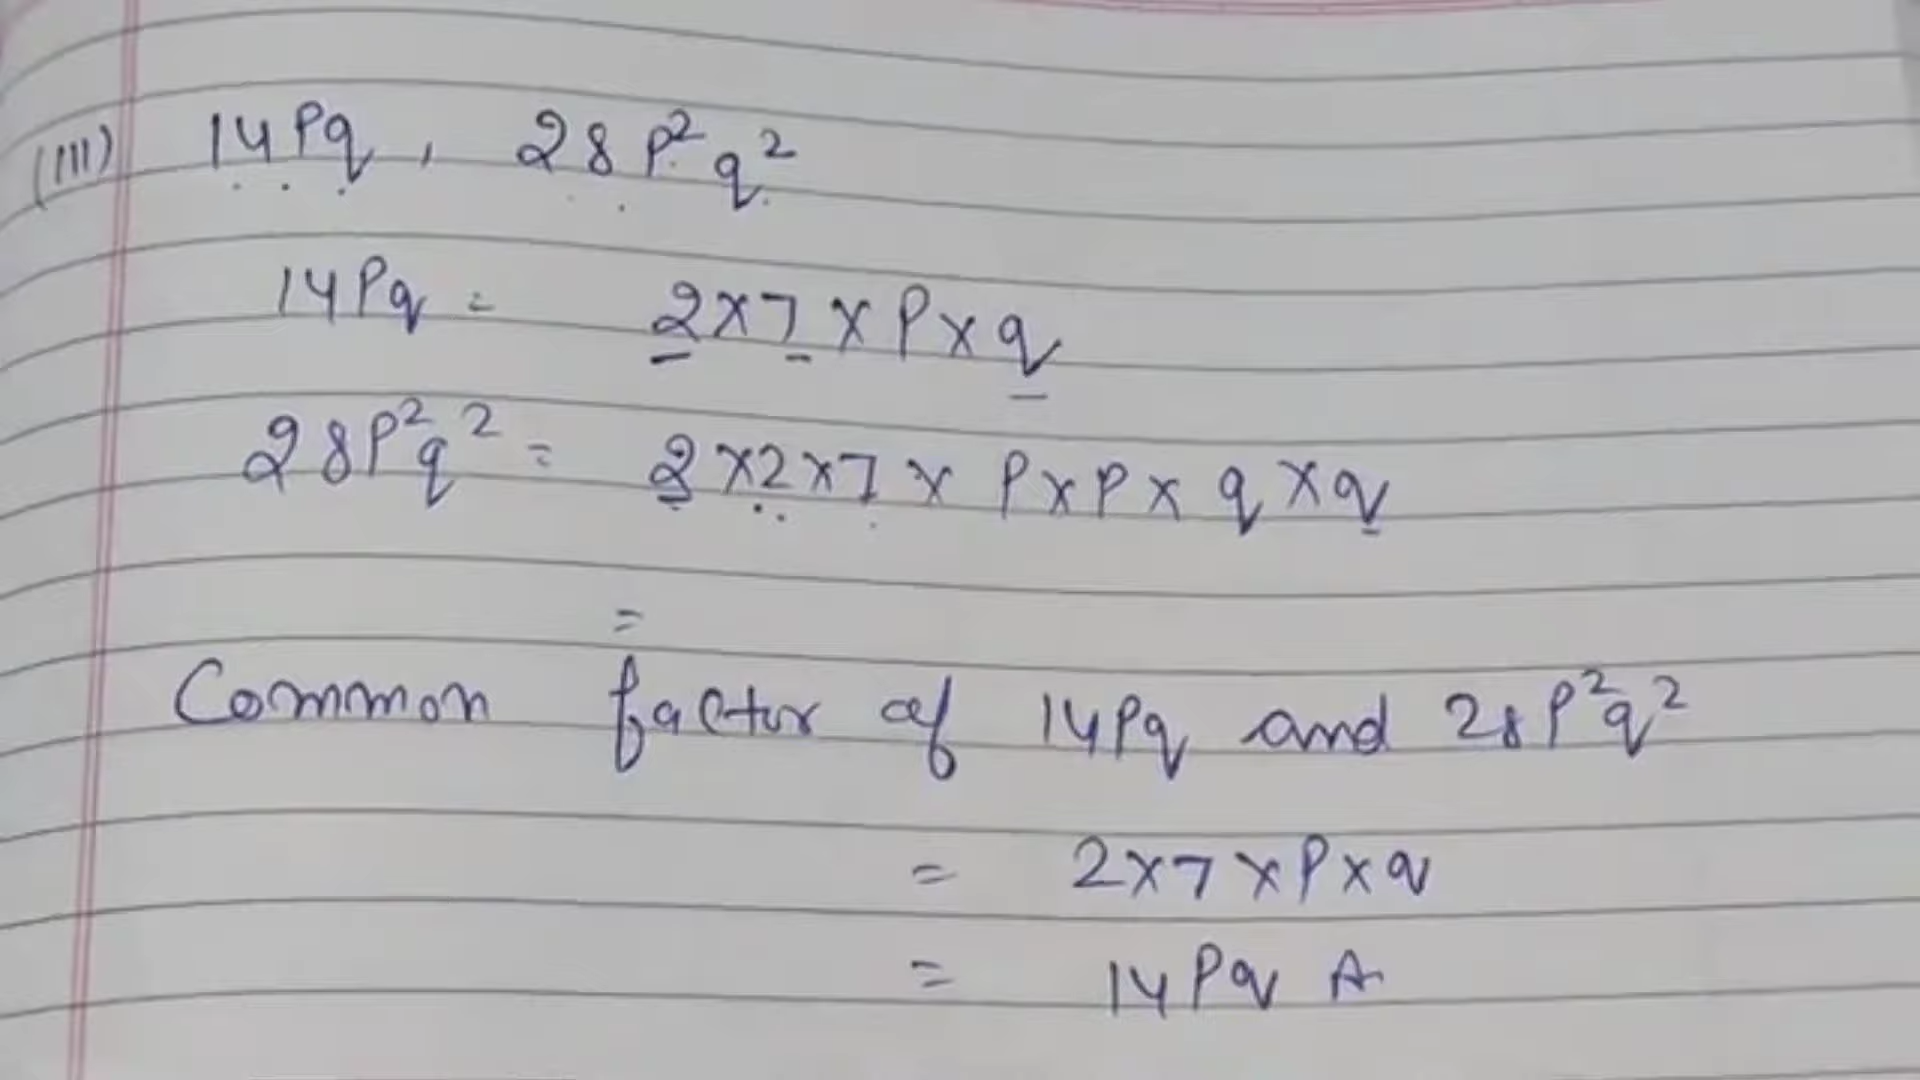 (III) 14Pq, 28P²q²
14Pq = 2×7×P×q
28P²q² = 2×2×7×P×P×q×q
=
Common factor of 14Pq and 28P²q²
= 2×7×P×q
= 14Pq A